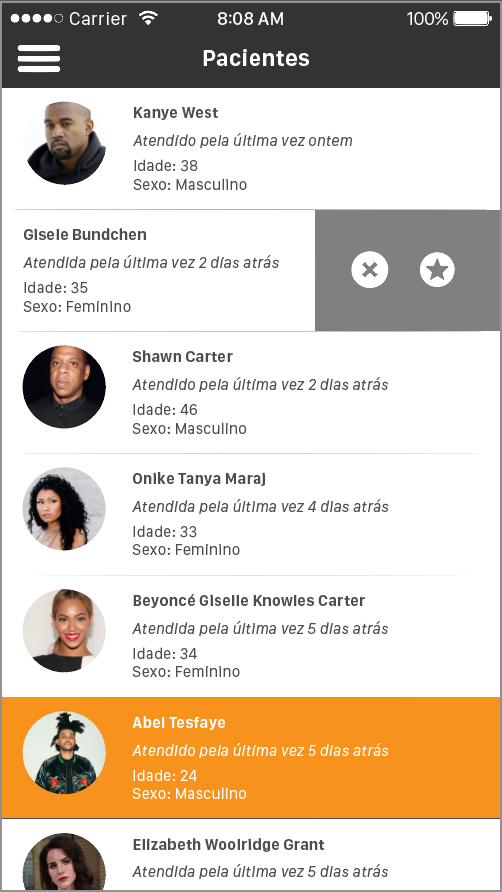 Carrier 8:08 AM 100%
Pacientes
Kanye West
Atendido pela última vez ontem
Idade: 38
Sexo: Masculino
Gisele Bundchen
Atendida pela última vez 2 dias atrás
Idade: 35
Sexo: Feminino
Shawn Carter
Atendido pela última vez 2 dias atrás
Idade: 46
Sexo: Masculino
Onike Tanya Maraj
Atendida pela última vez 4 dias atrás
Idade: 33
Sexo: Feminino
Beyoncé Giselle Knowles Carter
Atendida pela última vez 5 dias atrás
Idade: 34
Sexo: Feminino
Abel Tesfaye
Atendido pela última vez 5 dias atrás
Idade: 24
Sexo: Masculino
Elizabeth Woolridge Grant
Atendida pela última vez 5 dias atrás